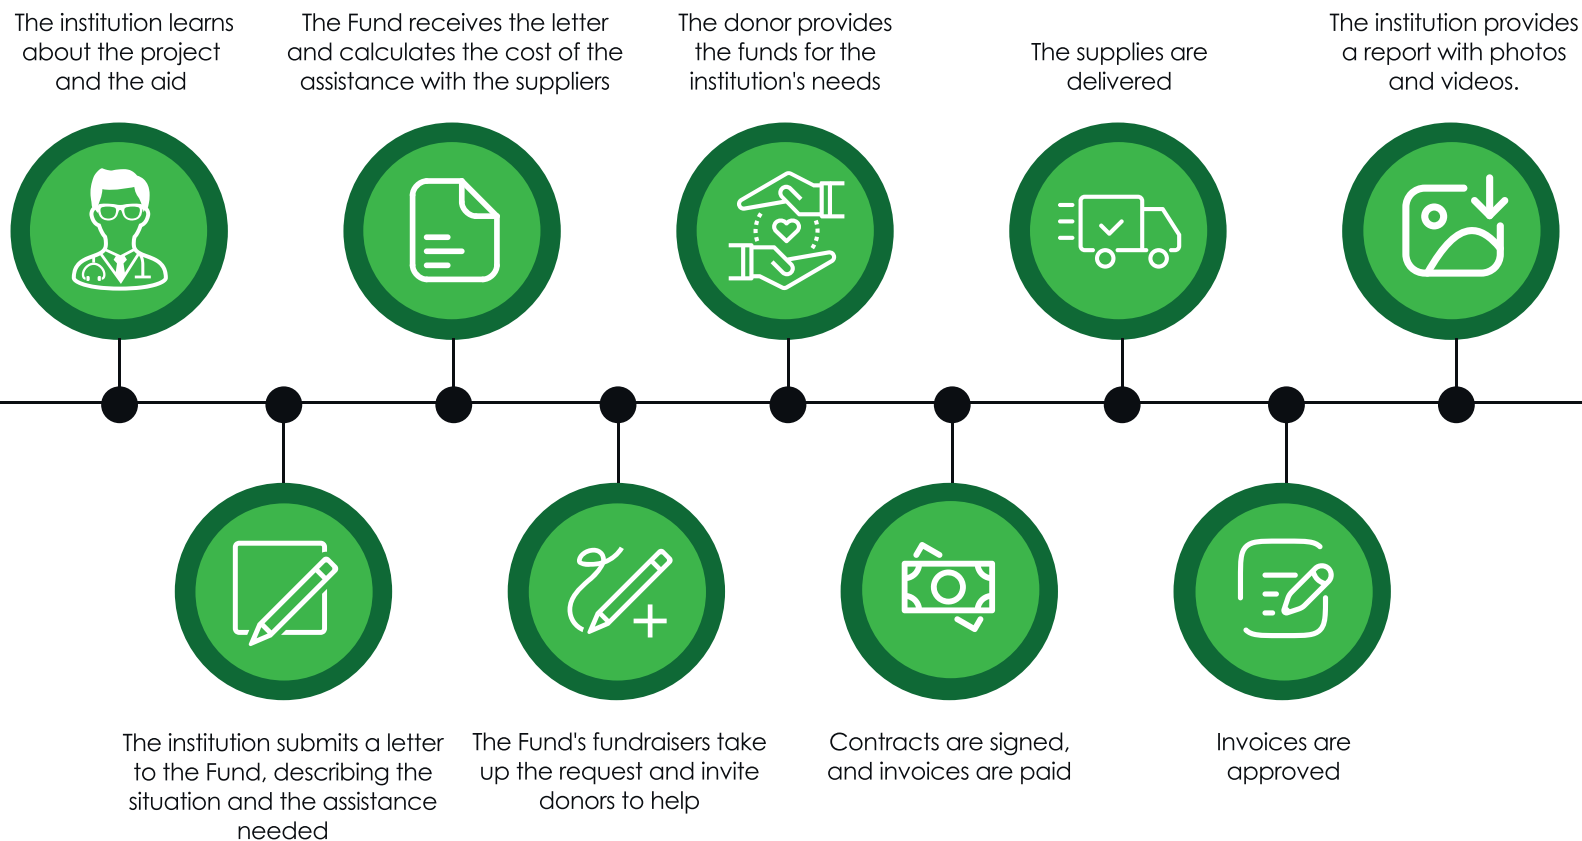 The institution learns
about the project
and the aid
The institution submits a letter
to the Fund, describing the
situation and the assistance
needed
The Fund receives the letter
and calculates the cost of the
assistance with the suppliers
The Fund's fundraisers take
up the request and invite
donors to help
The donor provides
the funds for the
institution's needs
Contracts are signed,
and invoices are paid
The supplies are
delivered
Invoices are
approved
The institution provides
a report with photos
and videos.